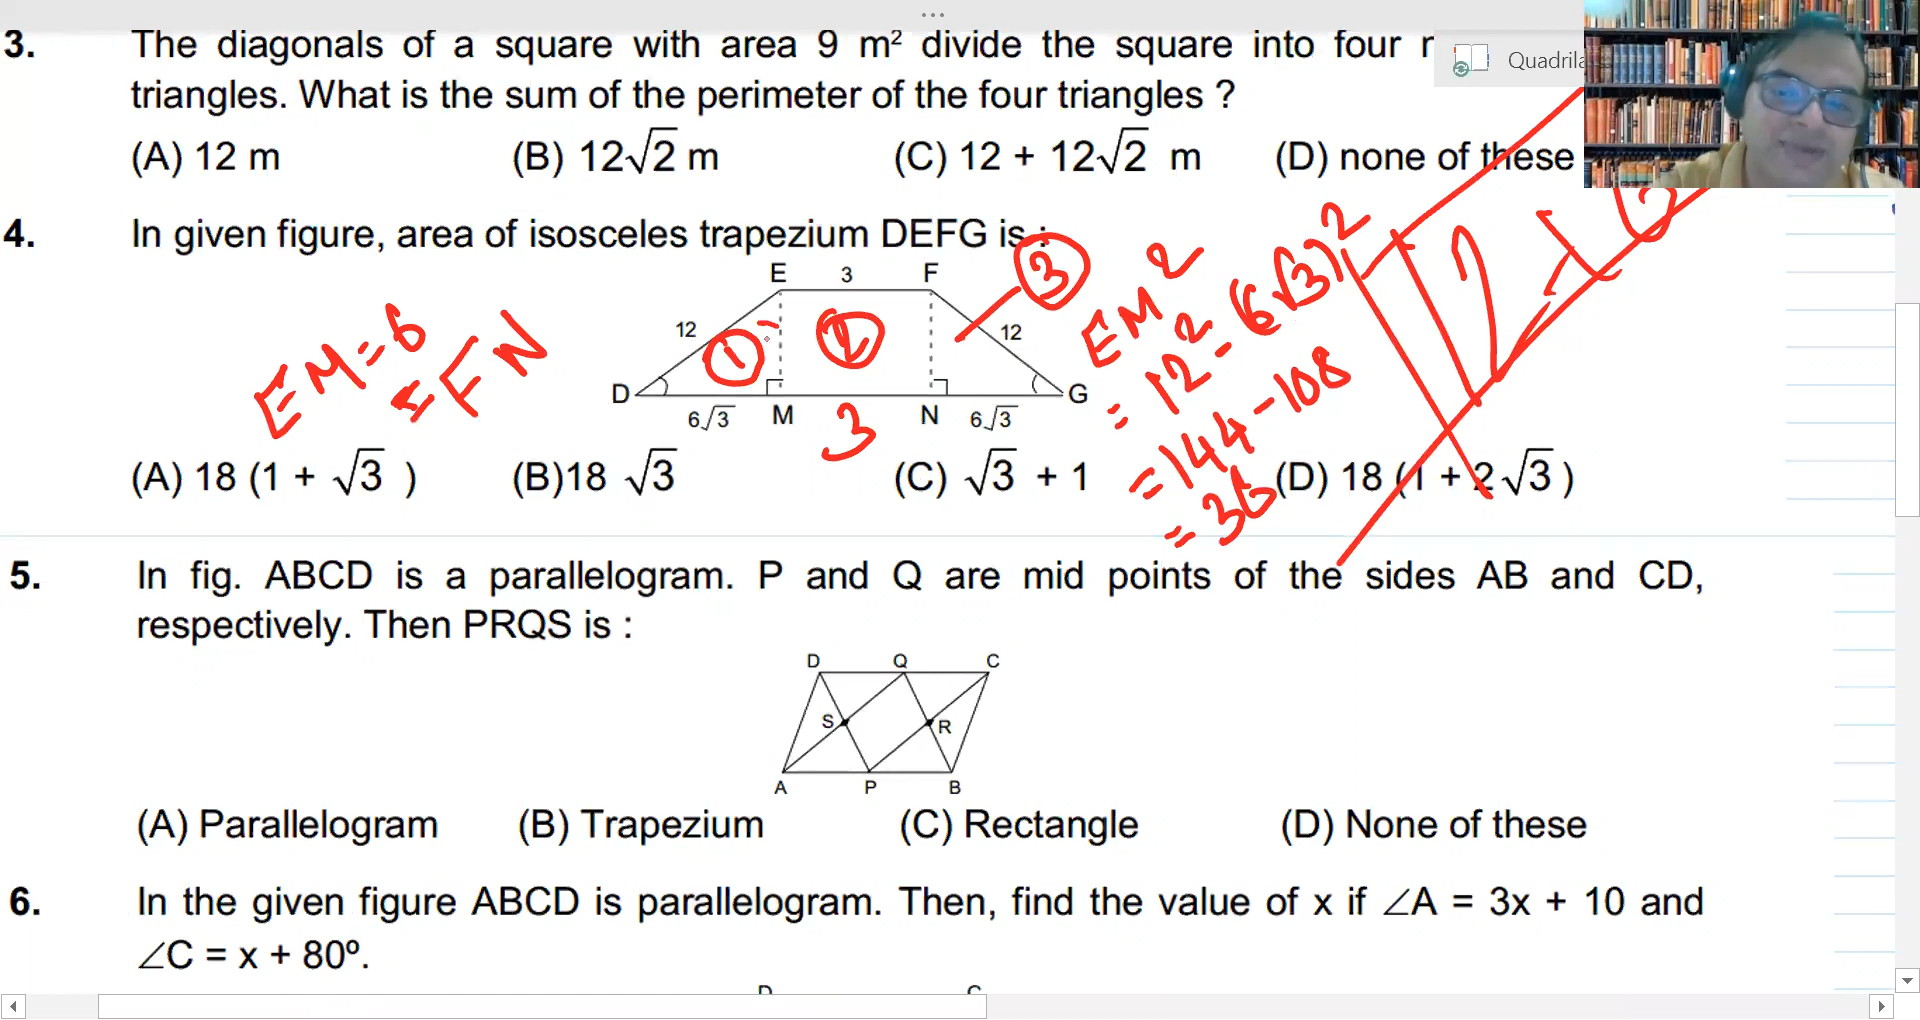 3. The diagonals of a square with area 9 m² divide the square into four r
Quadrila
triangles. What is the sum of the perimeter of the four triangles ?
(A) 12 m (B) 12√2 m (C) 12 + 12√2 m (D) none of these
4. In given figure, area of isosceles trapezium DEFG is :
E 3 F
12 12
D G
6√3 M N 6√3
① ② ③
3
EM = 6
= FN
EM²
= 12² - (6√3)²
= 144 - 108
= 36
(A) 18 (1 + √3 ) (B)18 √3 (C) √3 + 1 (D) 18 (1 + 2√3 )
5. In fig. ABCD is a parallelogram. P and Q are mid points of the sides AB and CD,
respectively. Then PRQS is :
D Q C
S R
A P B
(A) Parallelogram (B) Trapezium (C) Rectangle (D) None of these
6. In the given figure ABCD is parallelogram. Then, find the value of x if ∠A = 3x + 10 and
∠C = x + 80º.
D C